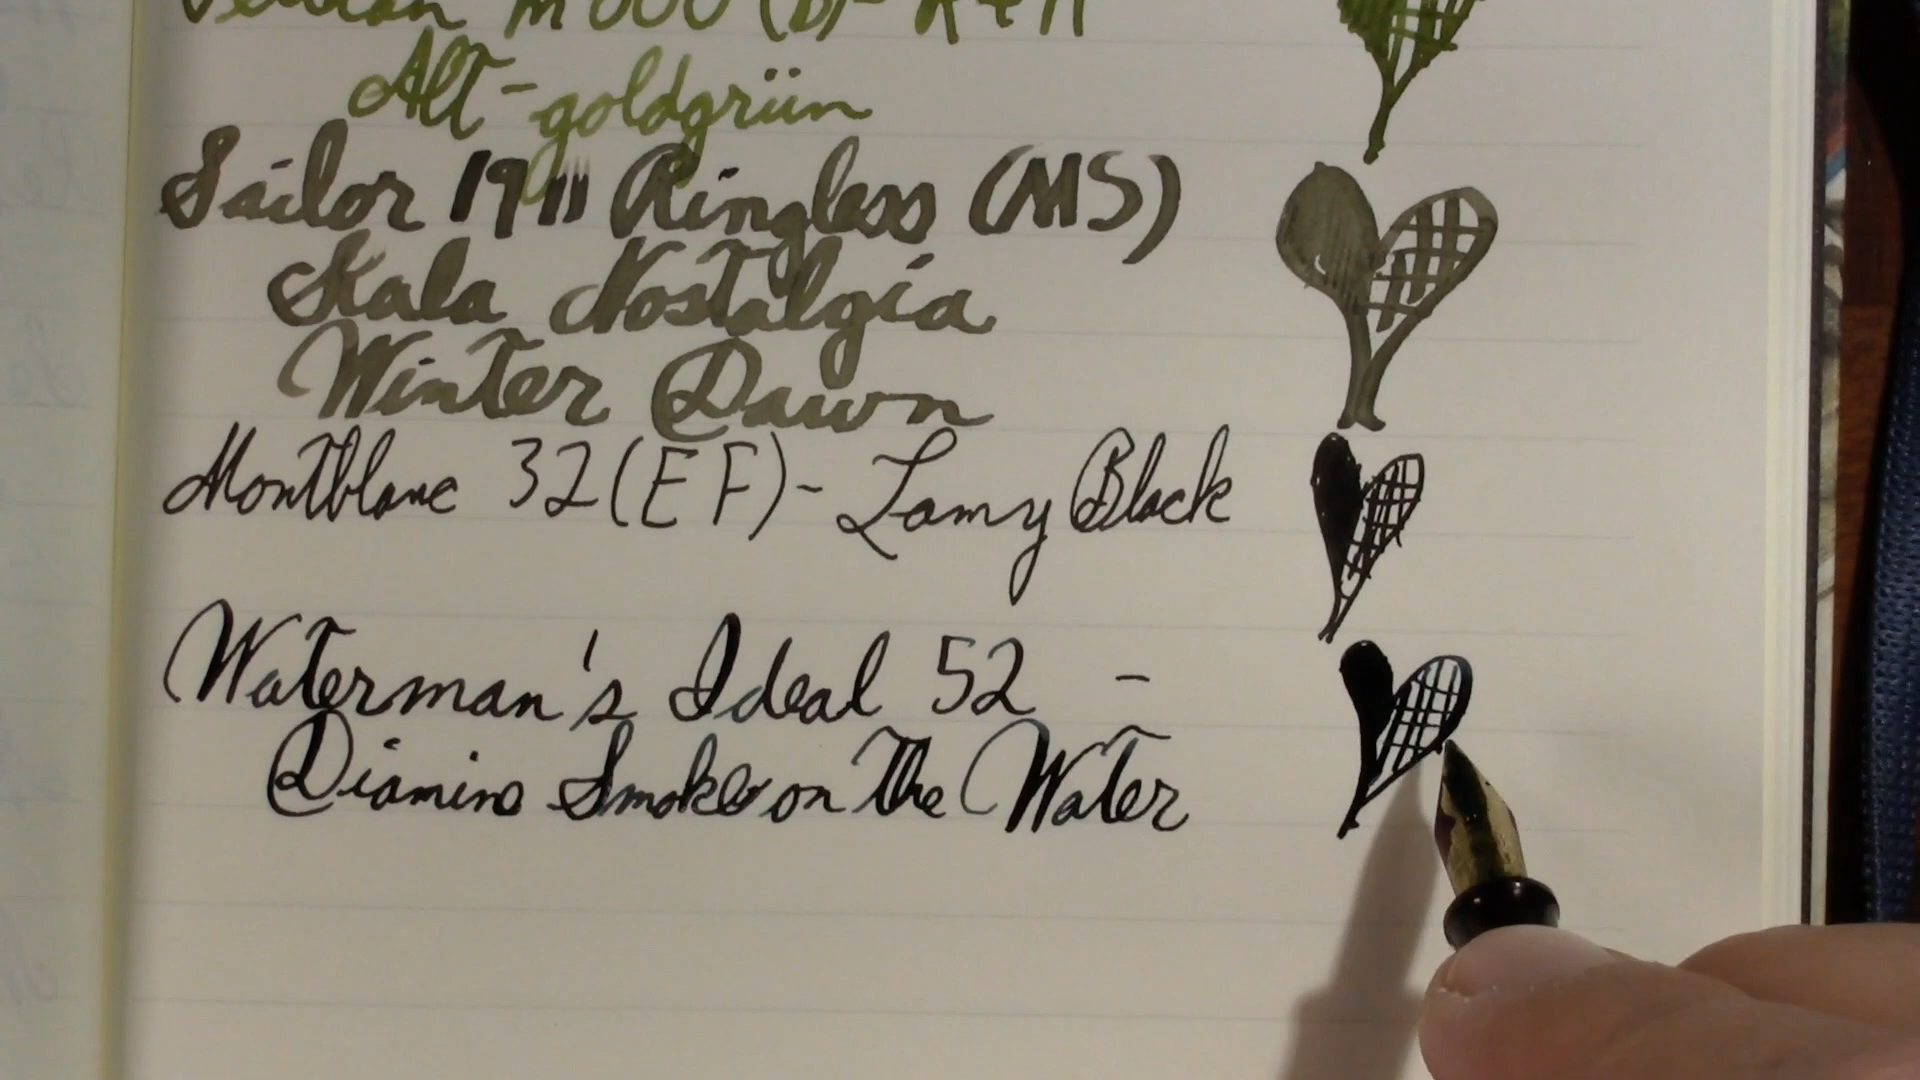 (B) - R & K
Alt-goldgrün
Sailor 1911 Ringless (MS)
Kala Nostalgia
Winter Dawn
Montblanc 32 (EF) - Lamy Black
Waterman's Ideal 52 -
Diamine Smoke on the Water